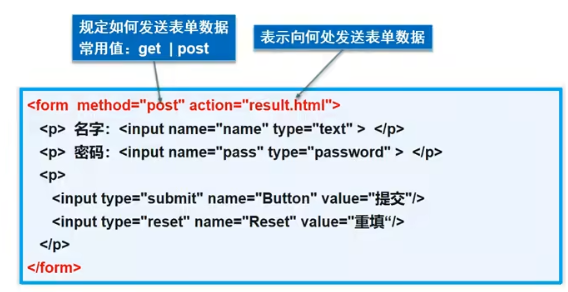 规定如何发送表单数据
常用值：get | post
表示向何处发送表单数据
<form method="post" action="result.html">
<p> 名字：<input name="name" type="text" > </p>
<p> 密码：<input name="pass" type="password" > </p>
<p>
<input type="submit" name="Button" value="提交"/>
<input type="reset" name="Reset" value="重填“/>
</p>
</form>